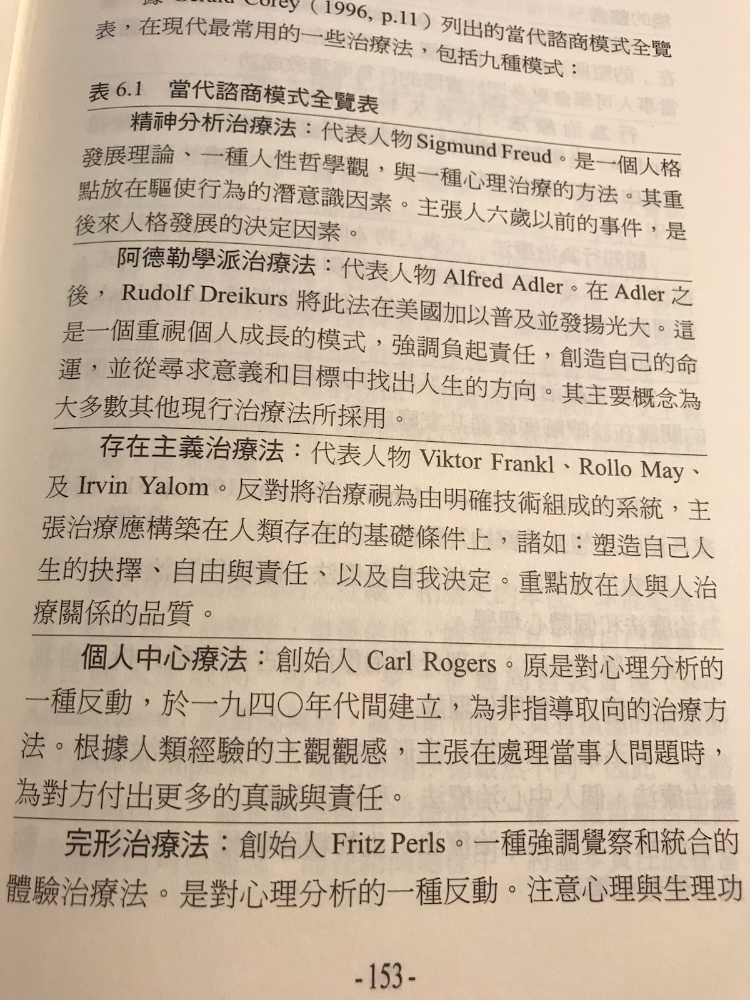 據 Gerald Corey（1996, p.11）列出的當代諮商模式全覽
表，在現代最常用的一些治療法，包括九種模式：
表 6.1 當代諮商模式全覽表
精神分析治療法：代表人物 Sigmund Freud。是一個人格
發展理論、一種人性哲學觀，與一種心理治療的方法。其重
點放在驅使行為的潛意識因素。主張人六歲以前的事件，是
後來人格發展的決定因素。
阿德勒學派治療法：代表人物 Alfred Adler。在 Adler 之
後， Rudolf Dreikurs 將此法在美國加以普及並發揚光大。這
是一個重視個人成長的模式，強調負起責任，創造自己的命
運，並從尋求意義和目標中找出人生的方向。其主要概念為
大多數其他現行治療法所採用。
存在主義治療法：代表人物 Viktor Frankl、Rollo May、
及 Irvin Yalom。反對將治療視為由明確技術組成的系統，主
張治療應構築在人類存在的基礎條件上，諸如：塑造自己人
生的抉擇、自由與責任、以及自我決定。重點放在人與人治
療關係的品質。
個人中心療法：創始人 Carl Rogers。原是對心理分析的
一種反動，於一九四〇年代間建立，為非指導取向的治療方
法。根據人類經驗的主觀觀感，主張在處理當事人問題時，
為對方付出更多的真誠與責任。
完形治療法：創始人 Fritz Perls。一種強調覺察和統合的
體驗治療法。是對心理分析的一種反動。注意心理與生理功
-153-